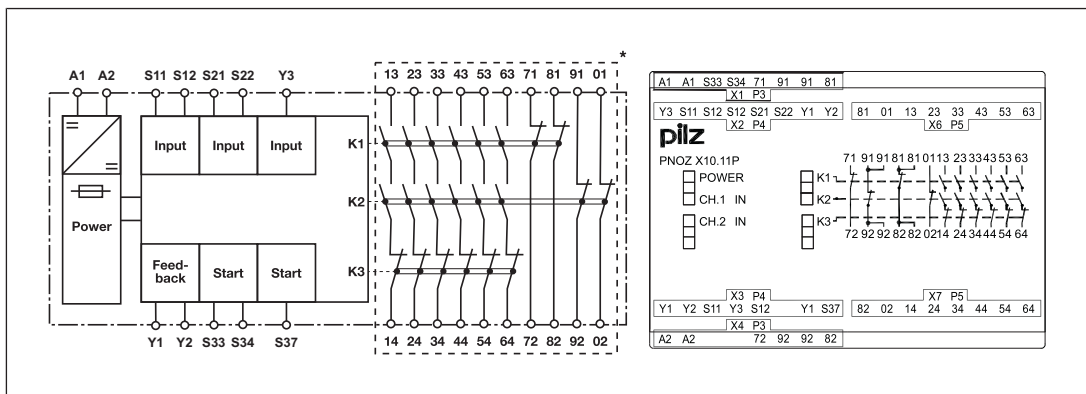 *
A1 A2 S11 S12 S21 S22 Y3 13 23 33 43 53 63 71 81 91 01
Input Input Input
K1
K2
Power
Feed-
back
Start Start
K3
Y1 Y2 S33 S34 S37 14 24 34 44 54 64 72 82 92 02
A1 A1 S33 S34 71 91 91 81
X1 P3
Y3 S11 S12 S12 S21 S22 Y1 Y2 81 01 13 23 33 43 53 63
X2 P4 X6 P5
pilz
PNOZ X10.11P
POWER
CH.1 IN
CH.2 IN
71 91 91 81 81 01 13 23 33 43 53 63
K1
K2
K3
72 92 92 82 82 02 14 24 34 44 54 64
X3 P4 X7 P5
Y1 Y2 S11 Y3 S12 Y1 S37 82 02 14 24 34 44 54 64
X4 P3
A2 A2 72 92 92 82